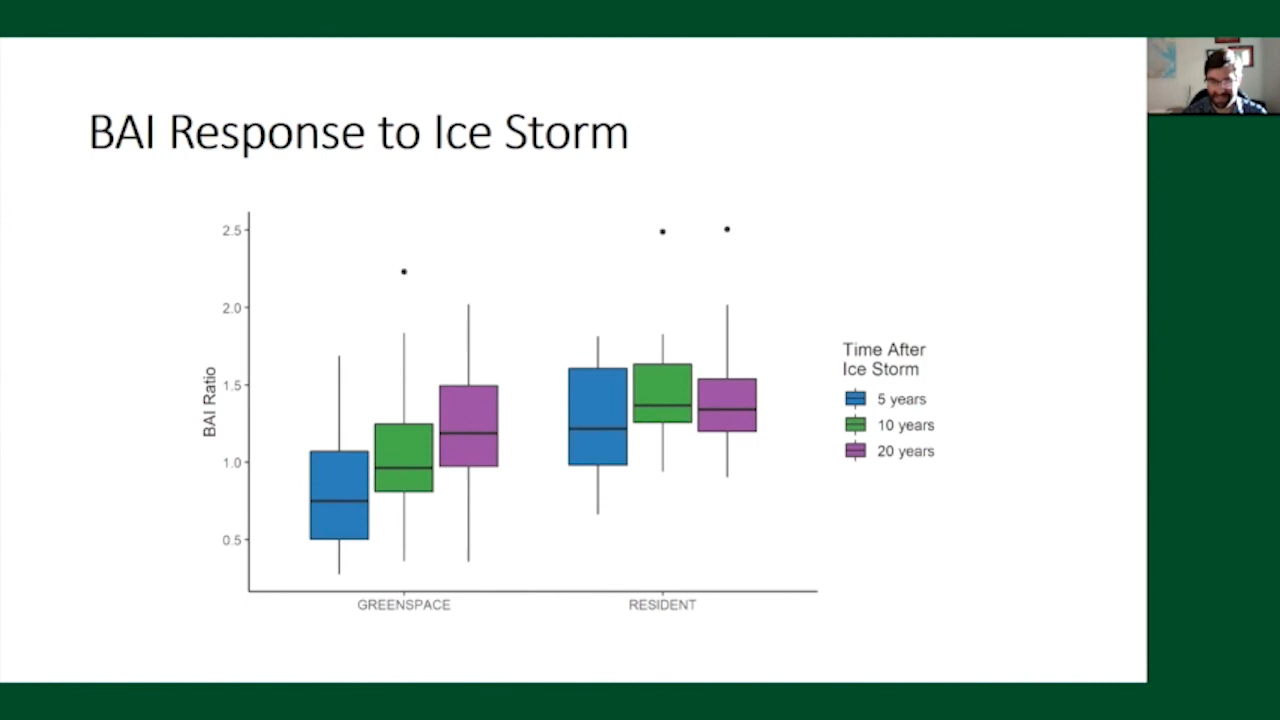 BAI Response to Ice Storm
2.5
2.0
1.5
1.0
0.5
BAI Ratio
GREENSPACE
RESIDENT
Time After
Ice Storm
5 years
10 years
20 years